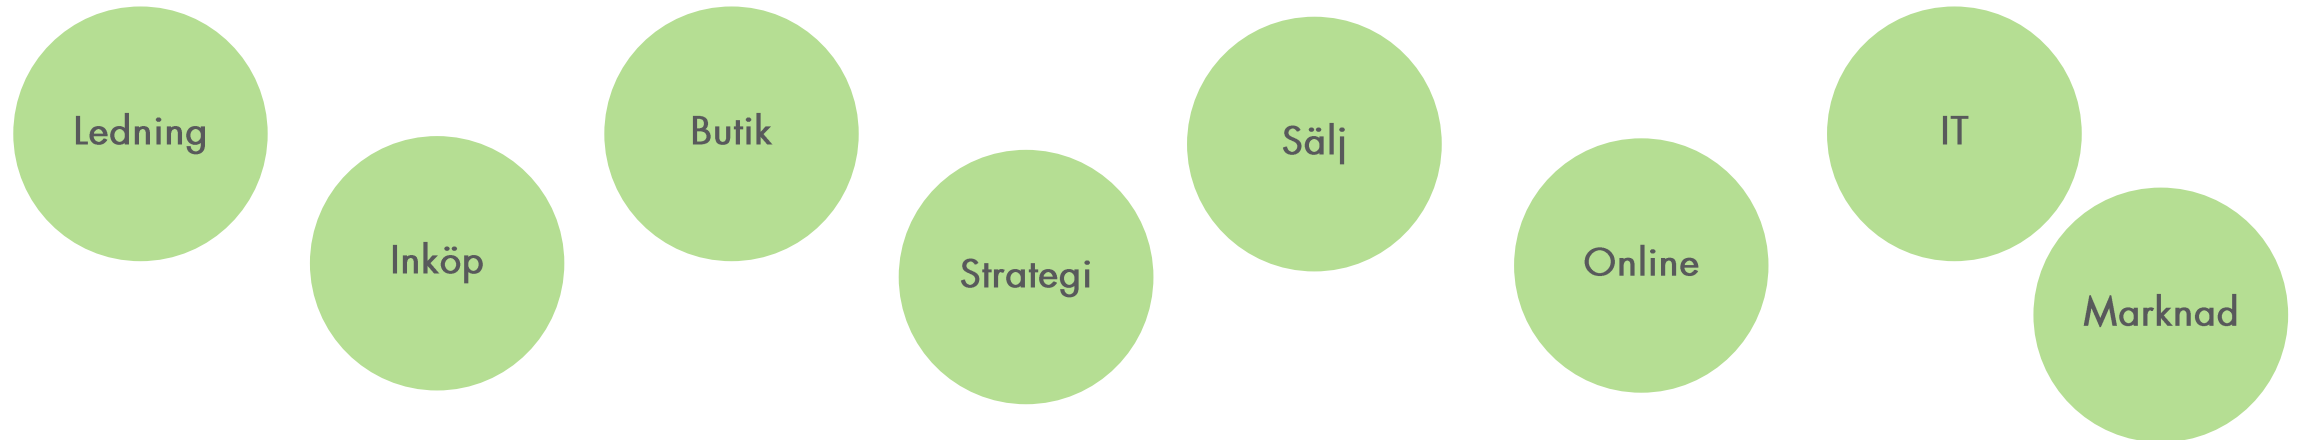 Ledning
Inköp
Butik
Strategi
Sälj
Online
IT
Marknad